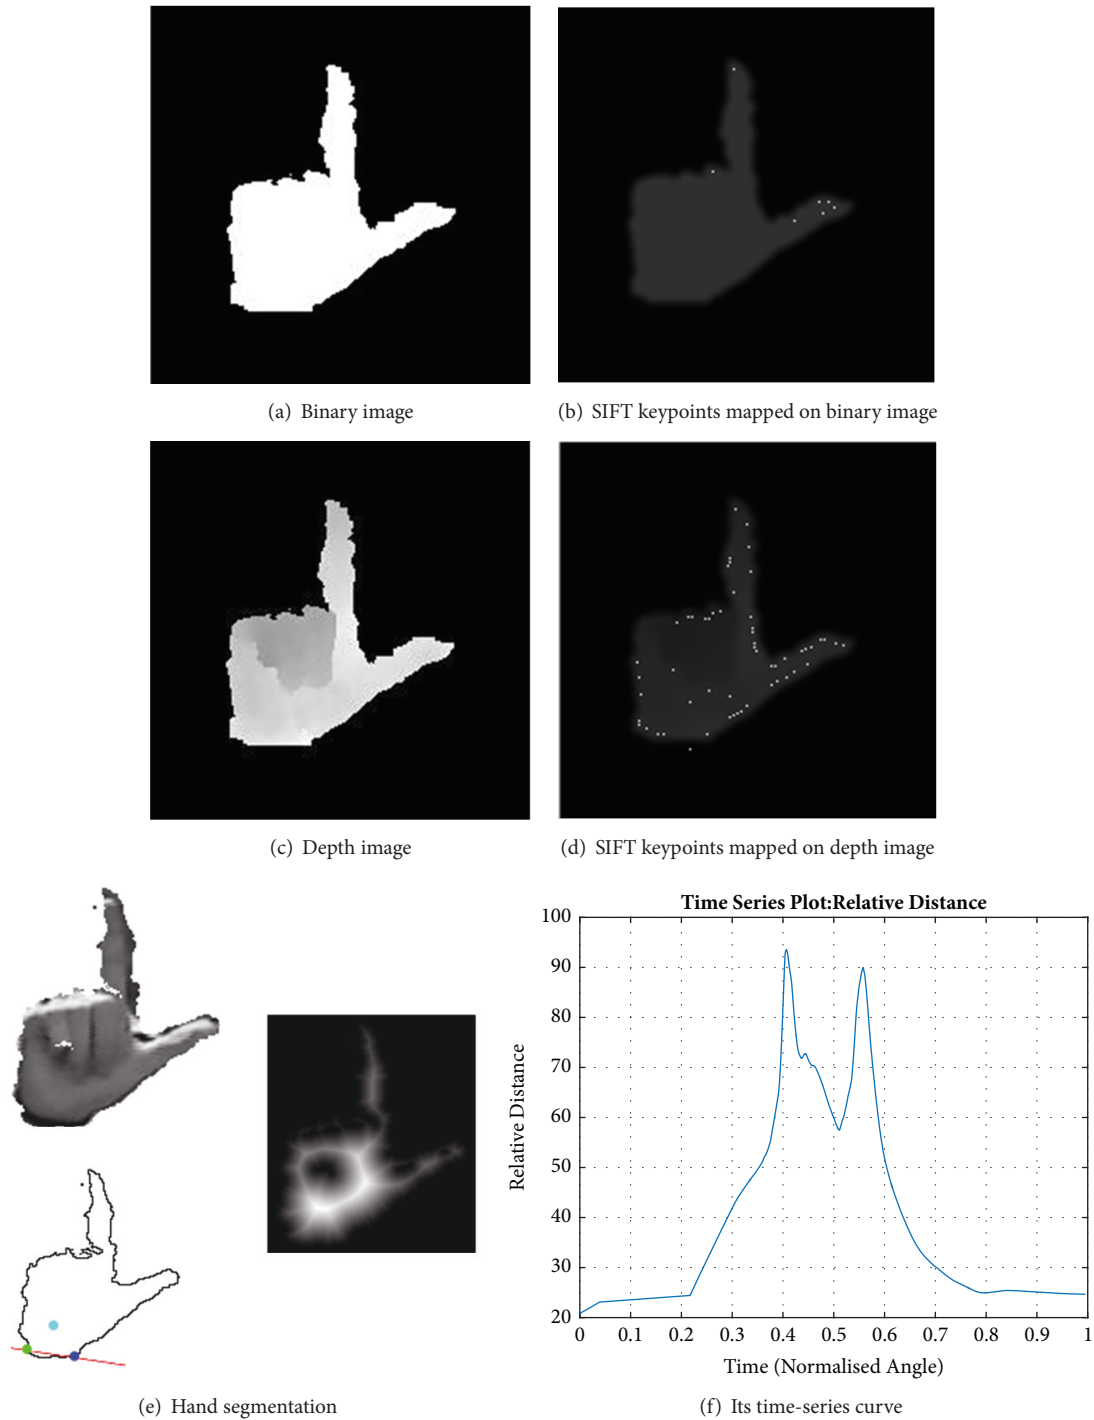 (a) Binary image
(b) SIFT keypoints mapped on binary image
(c) Depth image
(d) SIFT keypoints mapped on depth image
Time Series Plot:Relative Distance
100
90
80
70
60
50
40
30
20
Relative Distance
0 0.1 0.2 0.3 0.4 0.5 0.6 0.7 0.8 0.9 1
Time (Normalised Angle)
(e) Hand segmentation
(f) Its time-series curve